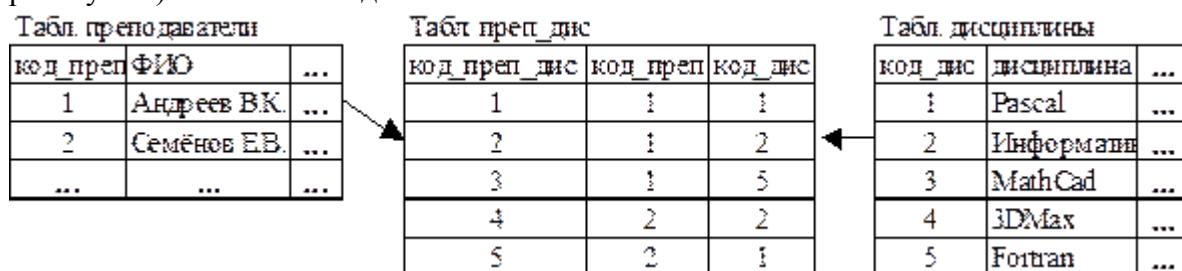 Табл. преподаватели
код_преп ФИО ...
1 Андреев В.К. ...
2 Семёнов Е.В. ...
... ... ...
Табл. преп_дис
код_преп_дис код_преп код_дис
1 1 1
2 1 2
3 1 5
4 2 2
5 2 1
Табл. дисциплины
код_дис дисциплина ...
1 Pascal ...
2 Информатик ...
3 MathCad ...
4 3DMax ...
5 Fortran ...